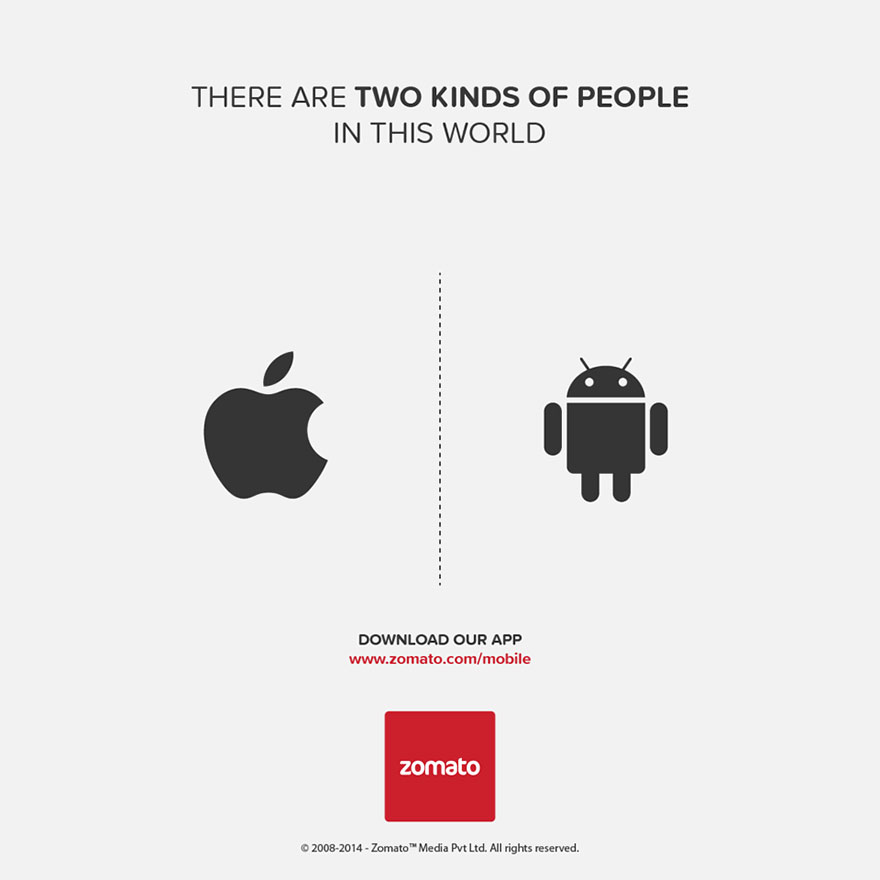 THERE ARE TWO KINDS OF PEOPLE
IN THIS WORLD
DOWNLOAD OUR APP
www.zomato.com/mobile
zomato
© 2008-2014 - Zomato™ Media Pvt Ltd. All rights reserved.